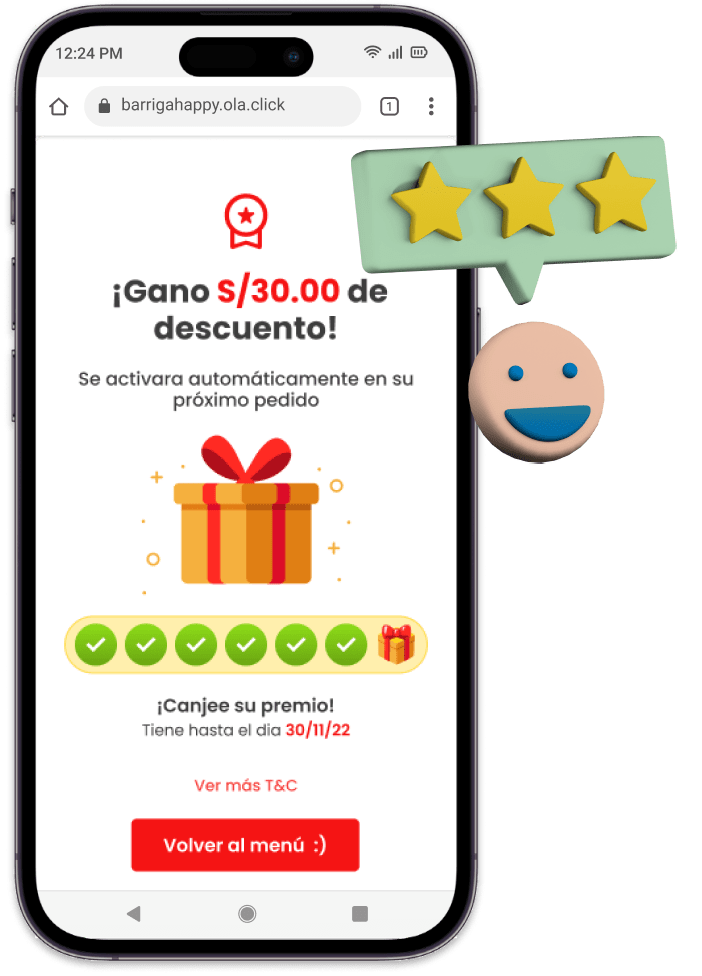 12:24 PM
barrigahappy.ola.click
1
¡Gano S/30.00 de
descuento!
Se activara automáticamente en su
próximo pedido
¡Canjee su premio!
Tiene hasta el dia 30/11/22
Ver más T&C
Volver al menú :)